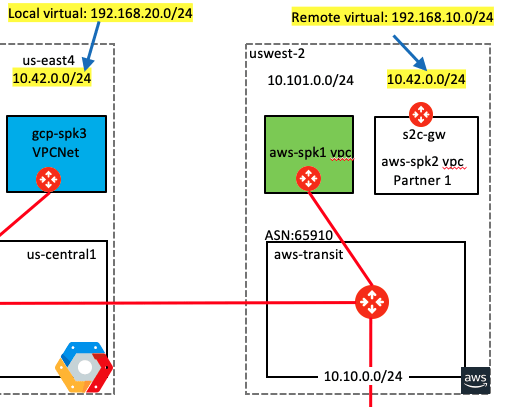 Local virtual: 192.168.20.0/24
Remote virtual: 192.168.10.0/24
us-east4
10.42.0.0/24
uswest-2
10.101.0.0/24
10.42.0.0/24
gcp-spk3
VPCNet
aws-spk1 vpc
s2c-gw
aws-spk2 vpc
Partner 1
us-central1
ASN:65910
aws-transit
10.10.0.0/24
aws